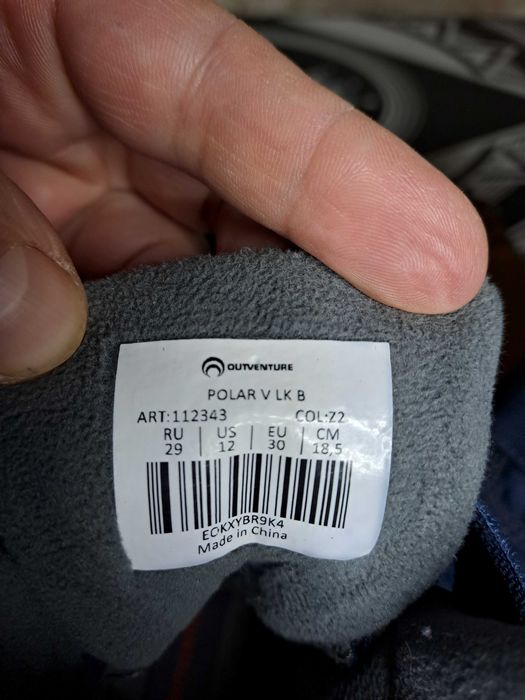 OUTVENTURE
POLAR V LK B
ART:112343 COL:Z2
RU US EU CM
29 12 30 18,5
Made in China